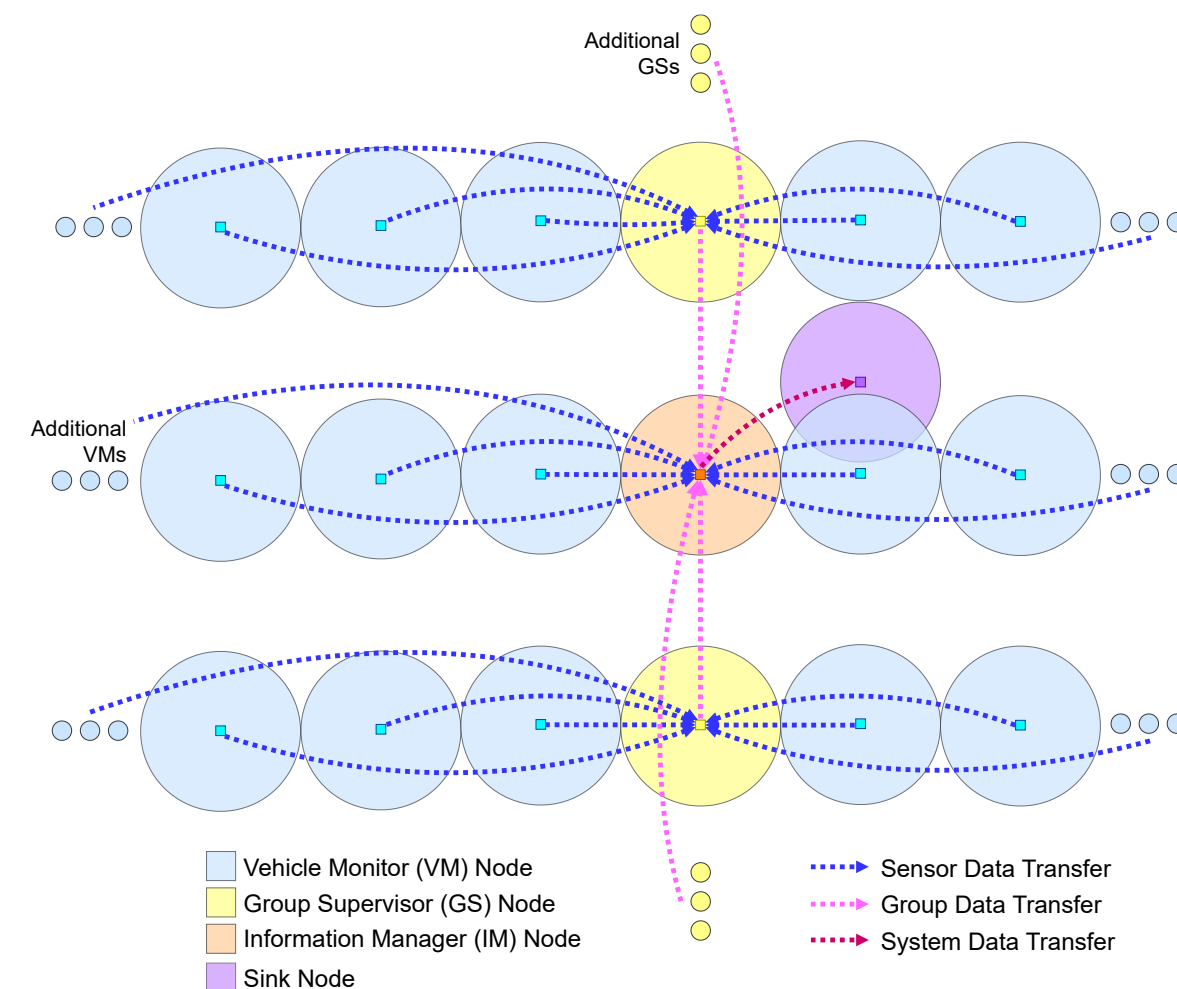 Additional
GSs
Additional
VMs
Vehicle Monitor (VM) Node
Group Supervisor (GS) Node
Information Manager (IM) Node
Sink Node
Sensor Data Transfer
Group Data Transfer
System Data Transfer